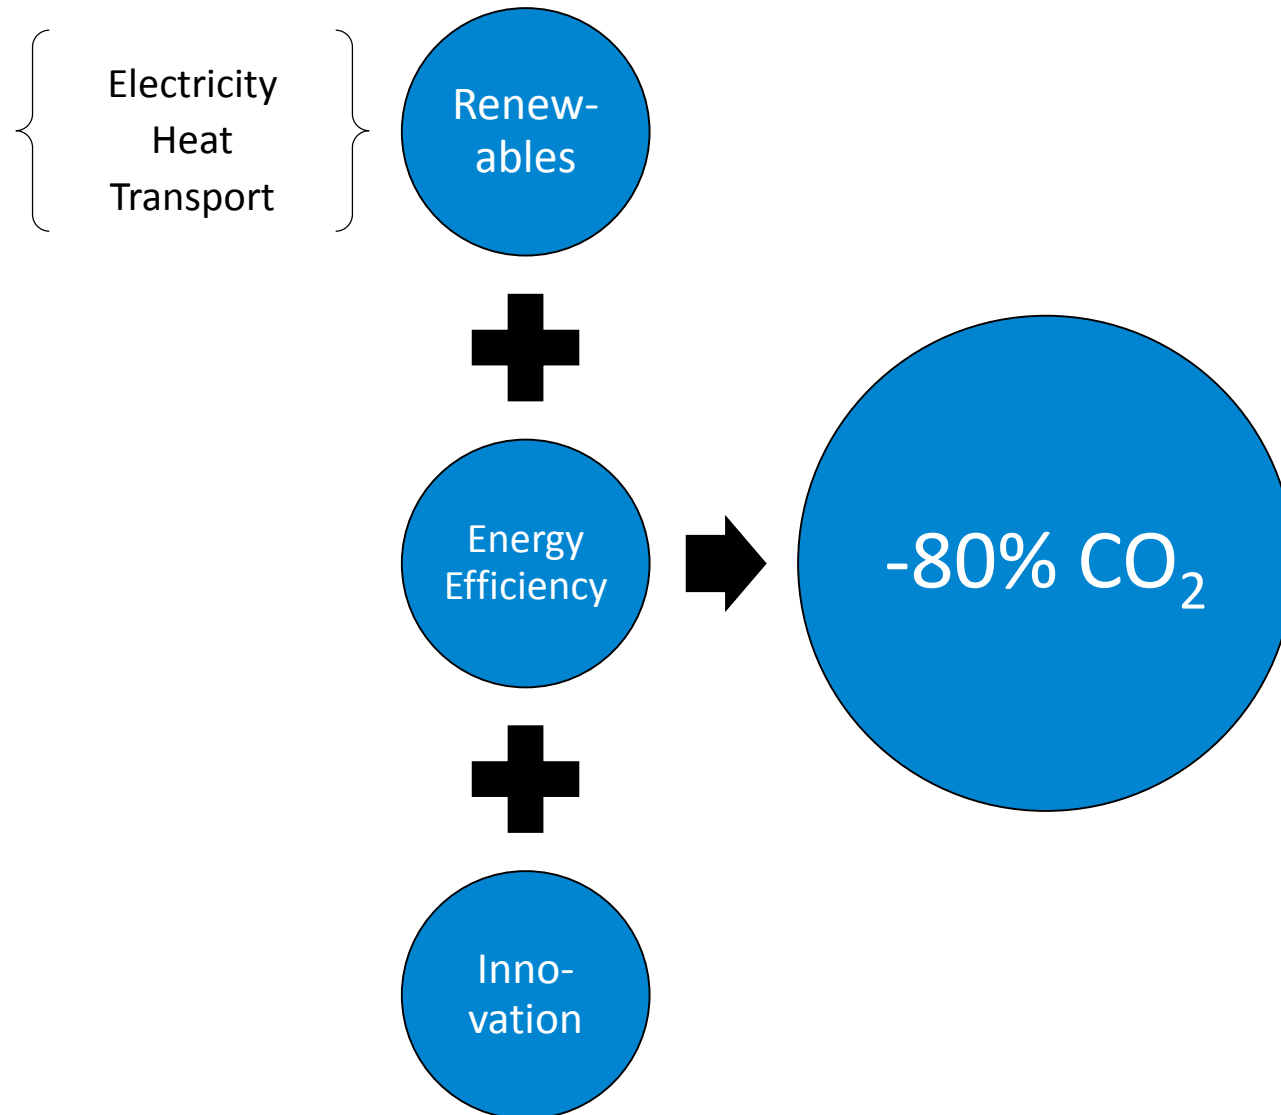 Electricity
Heat
Transport
Renew-
ables
Energy
Efficiency
-80% CO₂
Inno-
vation